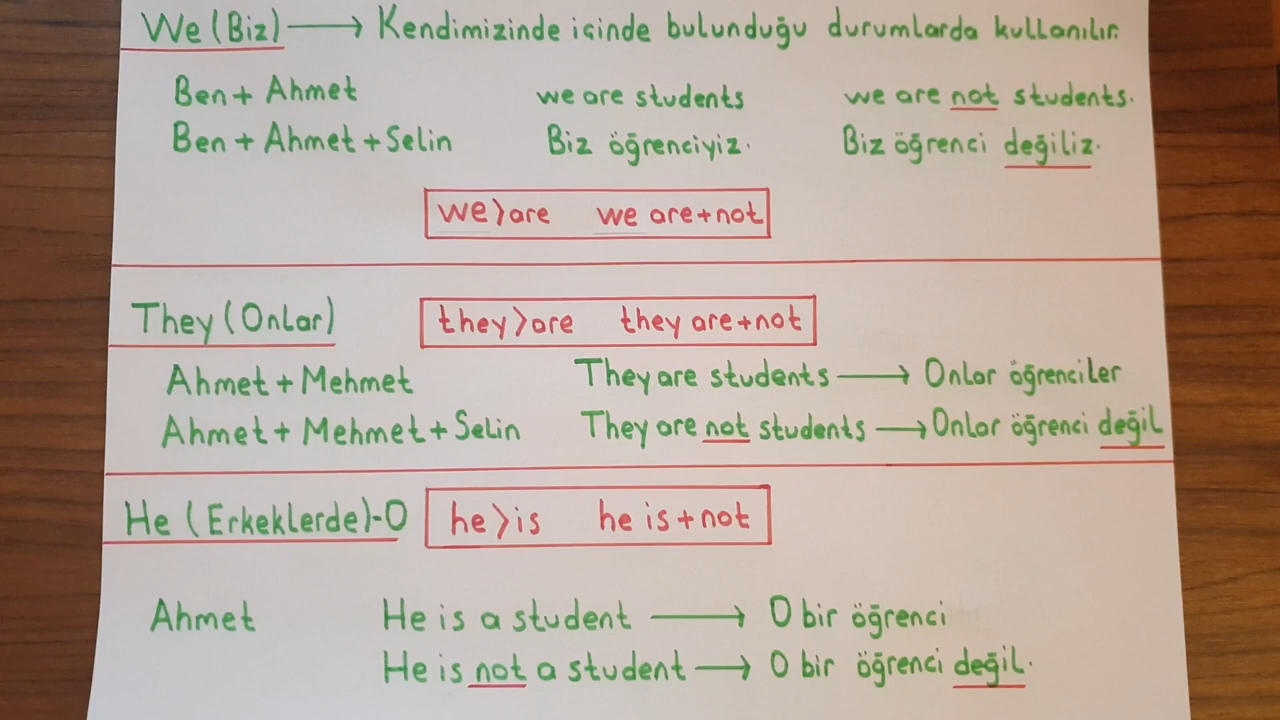 We (Biz) → Kendimizinde içinde bulunduğu durumlarda kullanılır.
Ben + Ahmet we are students we are not students.
Ben + Ahmet + Selin Biz öğrenciyiz. Biz öğrenci değiliz.
we > are we are + not
They (Onlar) they > are they are + not
Ahmet + Mehmet They are students → Onlar öğrenciler
Ahmet + Mehmet + Selin They are not students → Onlar öğrenci değil
He (Erkeklerde) - O he > is he is + not
Ahmet He is a student → O bir öğrenci
He is not a student → O bir öğrenci değil.